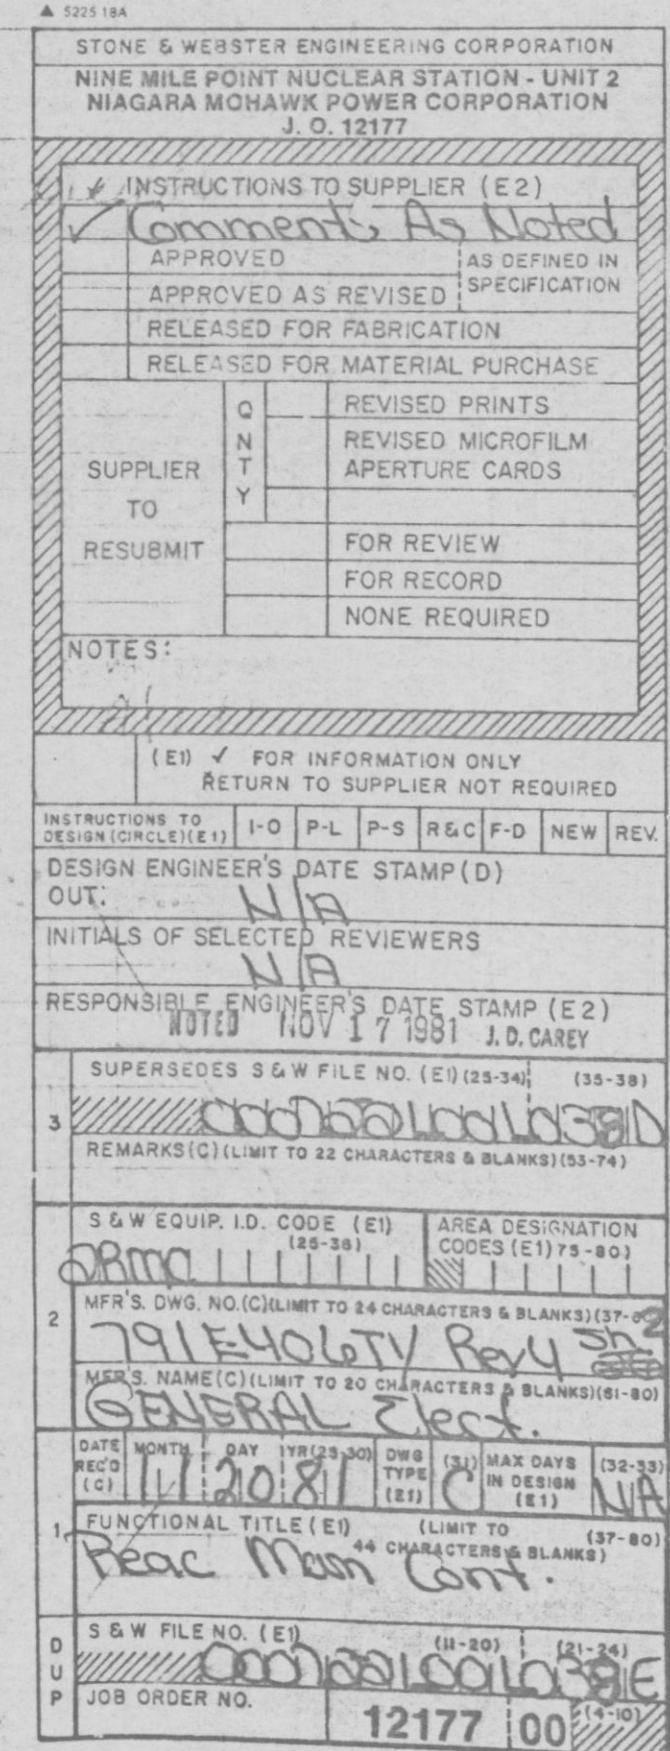 ▲ 5225 18A
STONE & WEBSTER ENGINEERING CORPORATION
NINE MILE POINT NUCLEAR STATION - UNIT 2
NIAGARA MOHAWK POWER CORPORATION
J. O. 12177
INSTRUCTIONS TO SUPPLIER (E2)
✓ Comments As Noted
APPROVED
AS DEFINED IN
SPECIFICATION
APPROVED AS REVISED
RELEASED FOR FABRICATION
RELEASED FOR MATERIAL PURCHASE
SUPPLIER
TO
RESUBMIT
Q
N
T
Y
REVISED PRINTS
REVISED MICROFILM
APERTURE CARDS
FOR REVIEW
FOR RECORD
NONE REQUIRED
NOTES:
(E1) ✓ FOR INFORMATION ONLY
RETURN TO SUPPLIER NOT REQUIRED
INSTRUCTIONS TO
DESIGN (CIRCLE)(E1)
I-O P-L P-S R&C F-D NEW REV.
DESIGN ENGINEER'S DATE STAMP(D)
OUT: N/A
INITIALS OF SELECTED REVIEWERS
N/A
RESPONSIBLE ENGINEER'S DATE STAMP (E2)
NOTED NOV 17 1981 J. D. CAREY
3
SUPERSEDES S & W FILE NO. (E1) (25-34) (35-38)
REMARKS(C)(LIMIT TO 22 CHARACTERS & BLANKS)(53-74)
2
S & W EQUIP. I.D. CODE (E1)
(25-36)
AREA DESIGNATION
CODES (E1) 75-80)
2RMC
MFR'S. DWG. NO.(C)(LIMIT TO 24 CHARACTERS & BLANKS)(37-
791E406TV Rev 4 Sh 2
MFR'S. NAME(C)(LIMIT TO 20 CHARACTERS & BLANKS)(61-80)
GENERAL Elect.
1
DATE
REC'D
(C)
MONTH DAY YR(25-30)
11 20 81
DWG
TYPE
(21)
(31)
C
MAX DAYS
IN DESIGN
(E1)
(32-33)
NA
FUNCTIONAL TITLE(E1) (LIMIT TO
44 CHARACTERS & BLANKS)
(37-80)
Reac Man Cont.
D
U
P
S & W FILE NO. (E1) (11-20) (21-24)
JOB ORDER NO.
12177 00 (4-10)